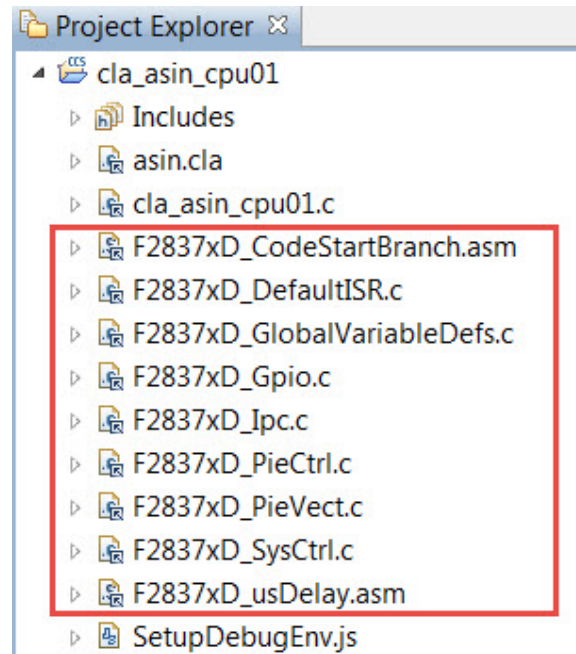 Project Explorer
CCS
cla_asin_cpu01
Includes
asin.cla
cla_asin_cpu01.c
F2837xD_CodeStartBranch.asm
F2837xD_DefaultISR.c
F2837xD_GlobalVariableDefs.c
F2837xD_Gpio.c
F2837xD_Ipc.c
F2837xD_PieCtrl.c
F2837xD_PieVect.c
F2837xD_SysCtrl.c
F2837xD_usDelay.asm
SetupDebugEnv.js